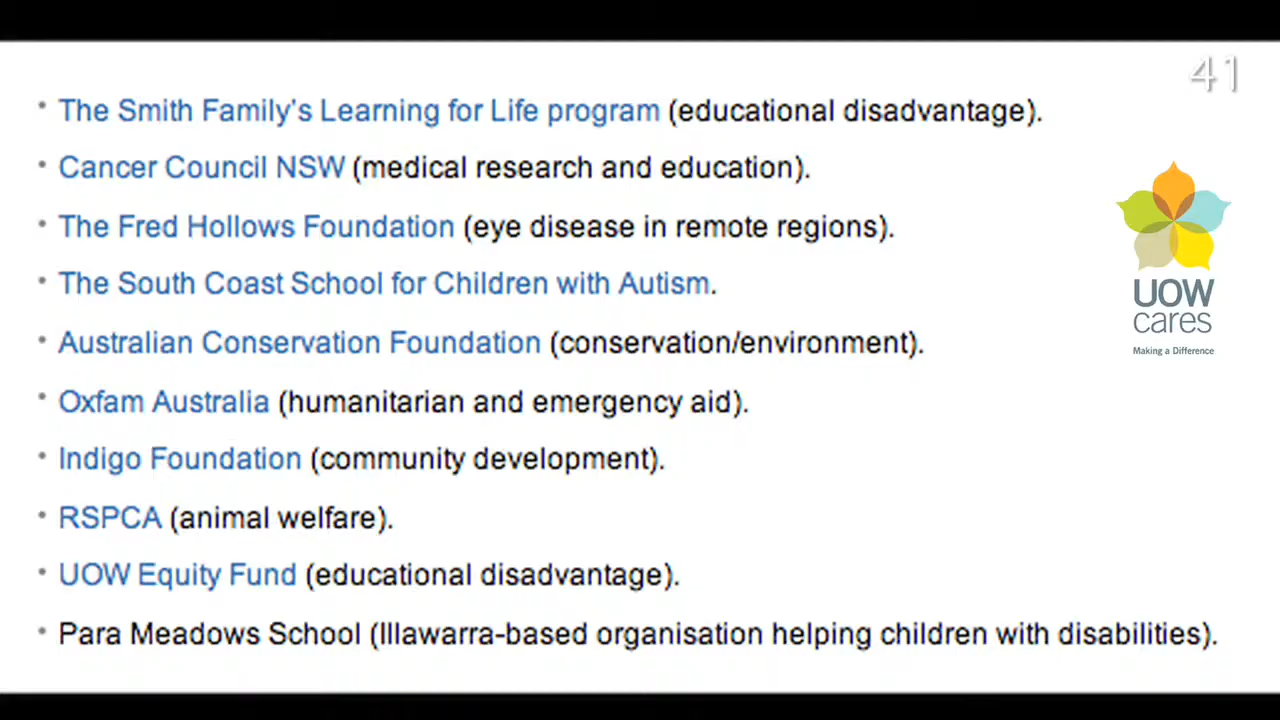 41
• The Smith Family's Learning for Life program (educational disadvantage).
• Cancer Council NSW (medical research and education).
• The Fred Hollows Foundation (eye disease in remote regions).
• The South Coast School for Children with Autism.
• Australian Conservation Foundation (conservation/environment).
• Oxfam Australia (humanitarian and emergency aid).
• Indigo Foundation (community development).
• RSPCA (animal welfare).
• UOW Equity Fund (educational disadvantage).
• Para Meadows School (Illawarra-based organisation helping children with disabilities).
UOW
cares
Making a Difference